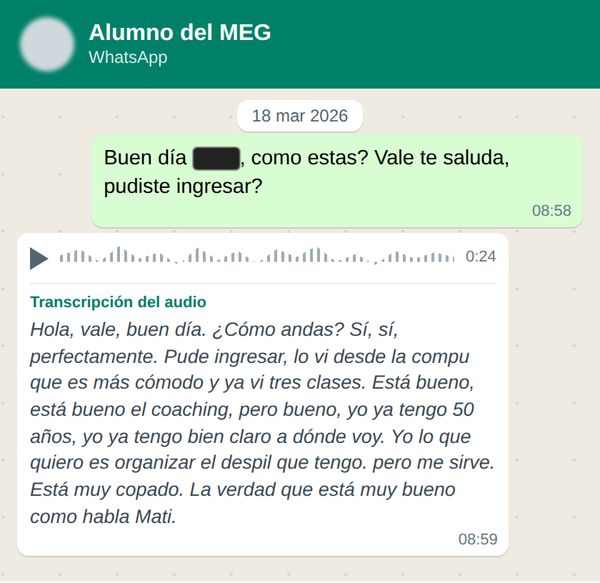 Alumno del MEG
WhatsApp
18 mar 2026
Buen día , como estas? Vale te saluda,
pudiste ingresar?
08:58
0:24
Transcripción del audio
Hola, vale, buen día. ¿Cómo andas? Sí, sí,
perfectamente. Pude ingresar, lo vi desde la compu
que es más cómodo y ya vi tres clases. Está bueno,
está bueno el coaching, pero bueno, yo ya tengo 50
años, yo ya tengo bien claro a dónde voy. Yo lo que
quiero es organizar el despil que tengo. pero me sirve.
Está muy copado. La verdad que está muy bueno
como habla Mati.
08:59